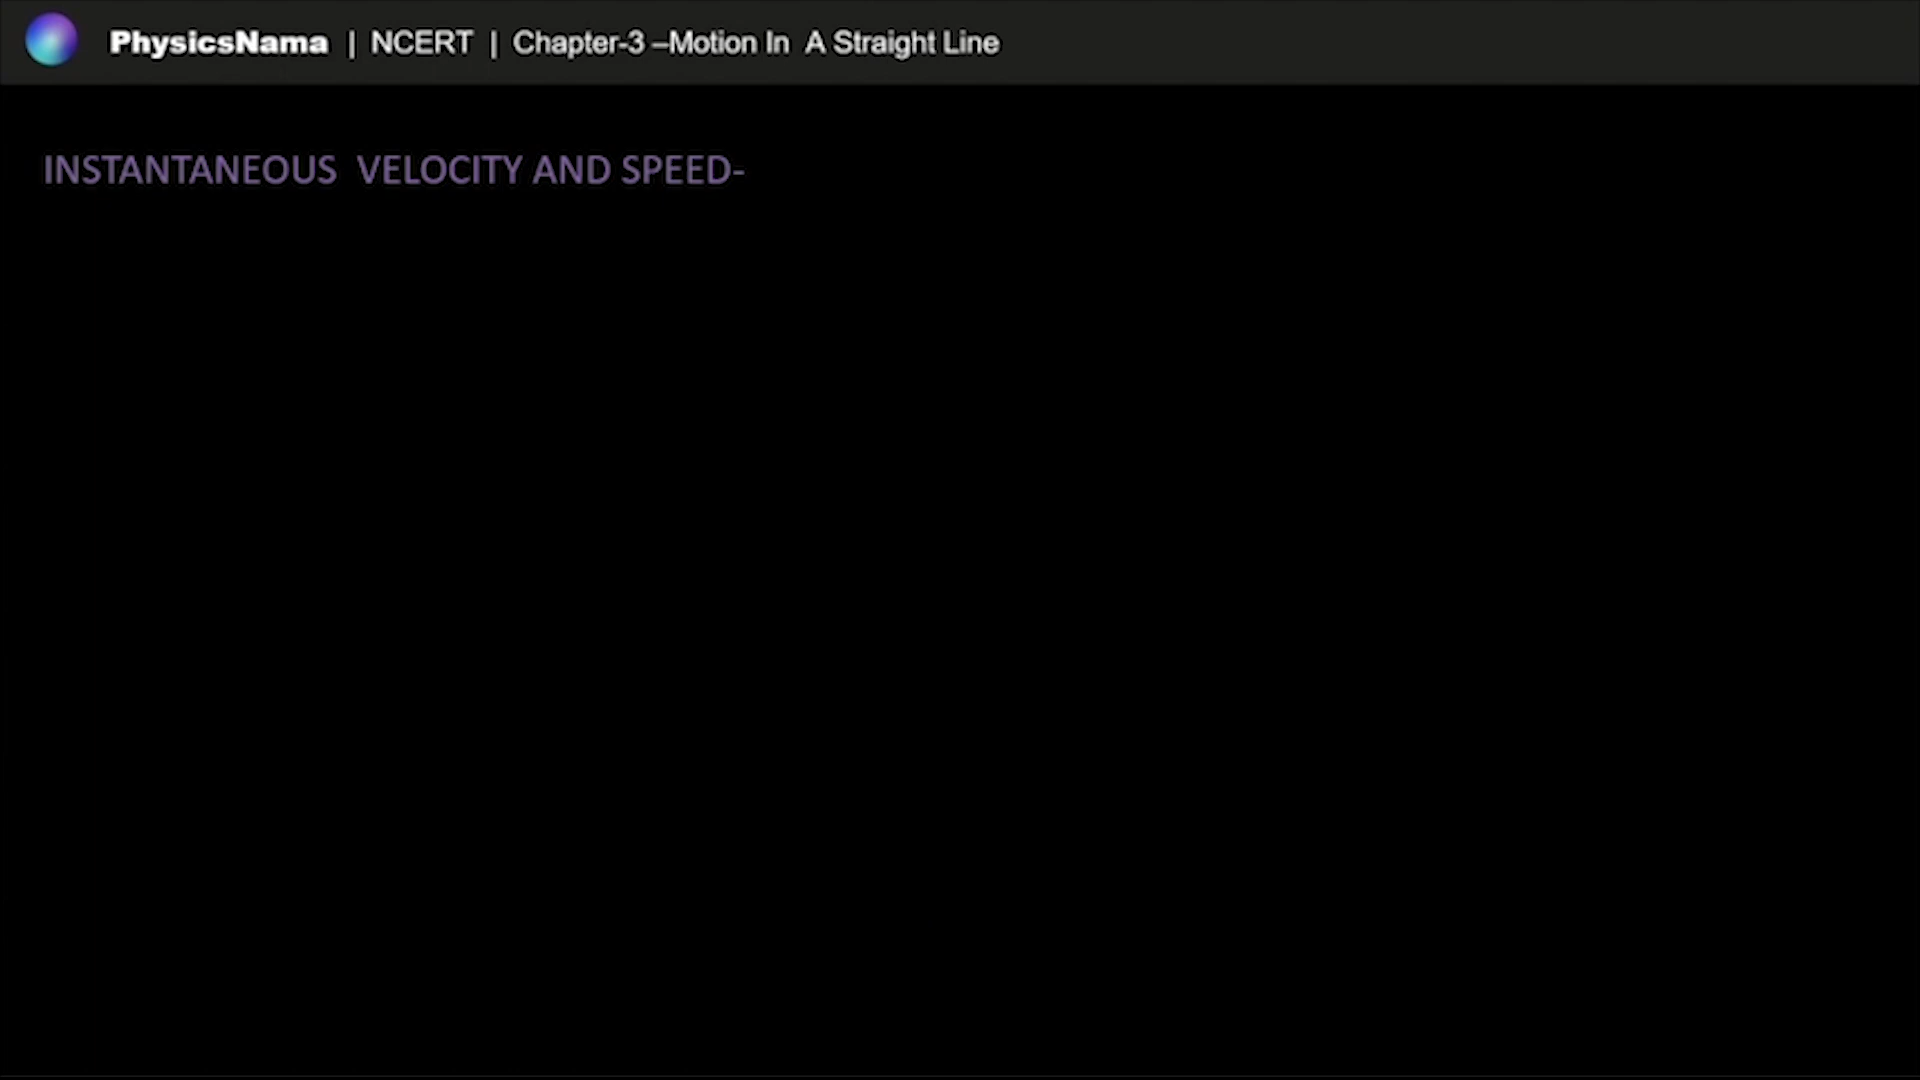 PhysicsNama | NCERT | Chapter-3 –Motion In A Straight Line
INSTANTANEOUS VELOCITY AND SPEED-